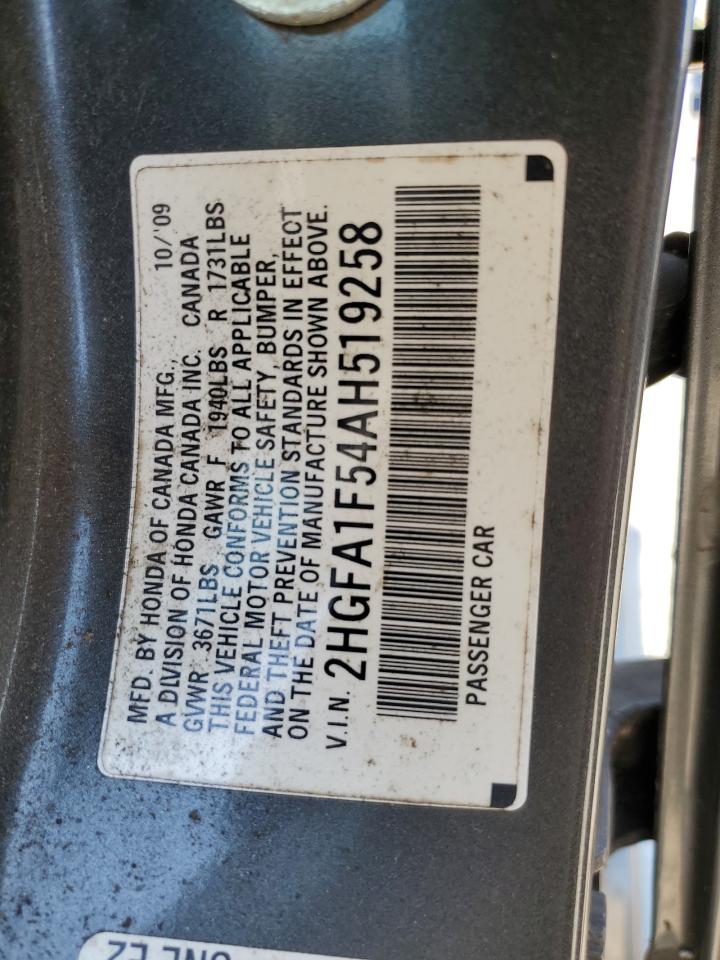 MFD. BY HONDA OF CANADA MFG., 10/'09
A DIVISION OF HONDA CANADA INC. CANADA
GVWR 3671LBS GAWR F 1940LBS R 1731LBS
THIS VEHICLE CONFORMS TO ALL APPLICABLE
FEDERAL MOTOR VEHICLE SAFETY, BUMPER,
AND THEFT PREVENTION STANDARDS IN EFFECT
ON THE DATE OF MANUFACTURE SHOWN ABOVE.
V.I.N. 2HGFA1F54AH519258
PASSENGER CAR